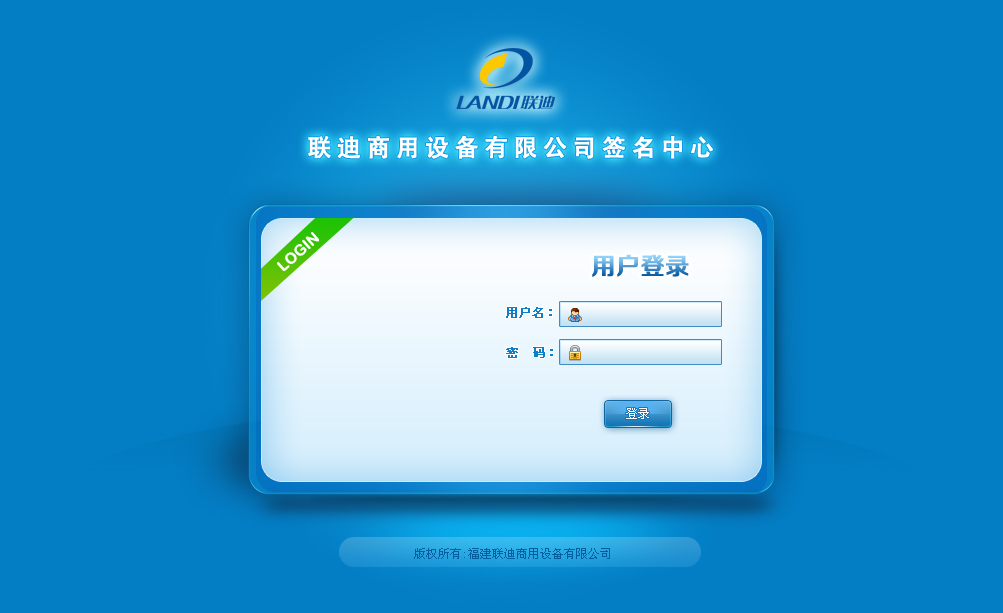 LANDI联迪
联迪商用设备有限公司签名中心
LOGIN
用户登录
用户名：
密 码：
登录
版权所有:福建联迪商用设备有限公司